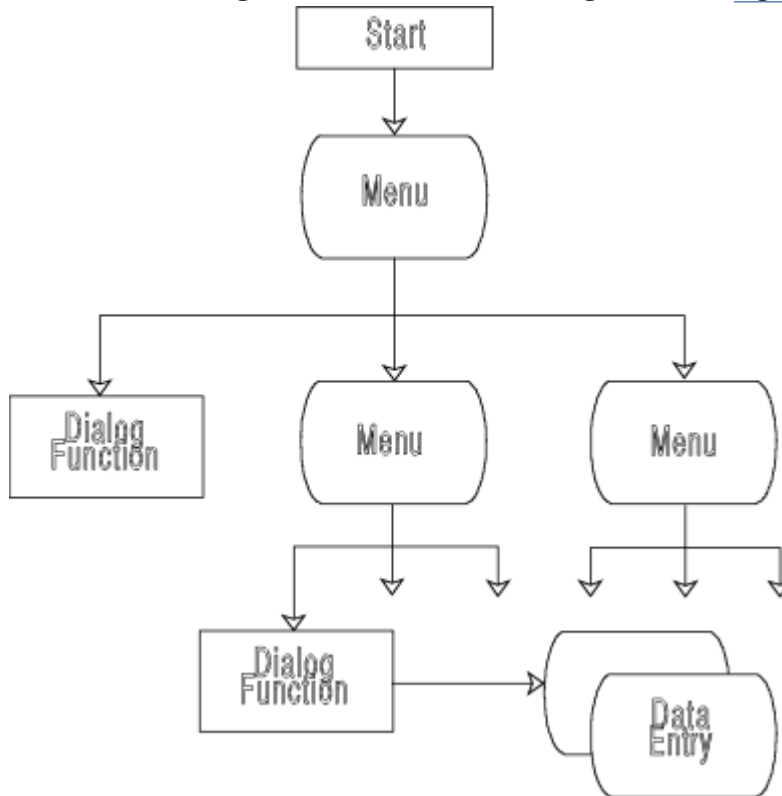 Start
Menu
Dialog
Function
Menu
Menu
Dialog
Function
Data
Entry